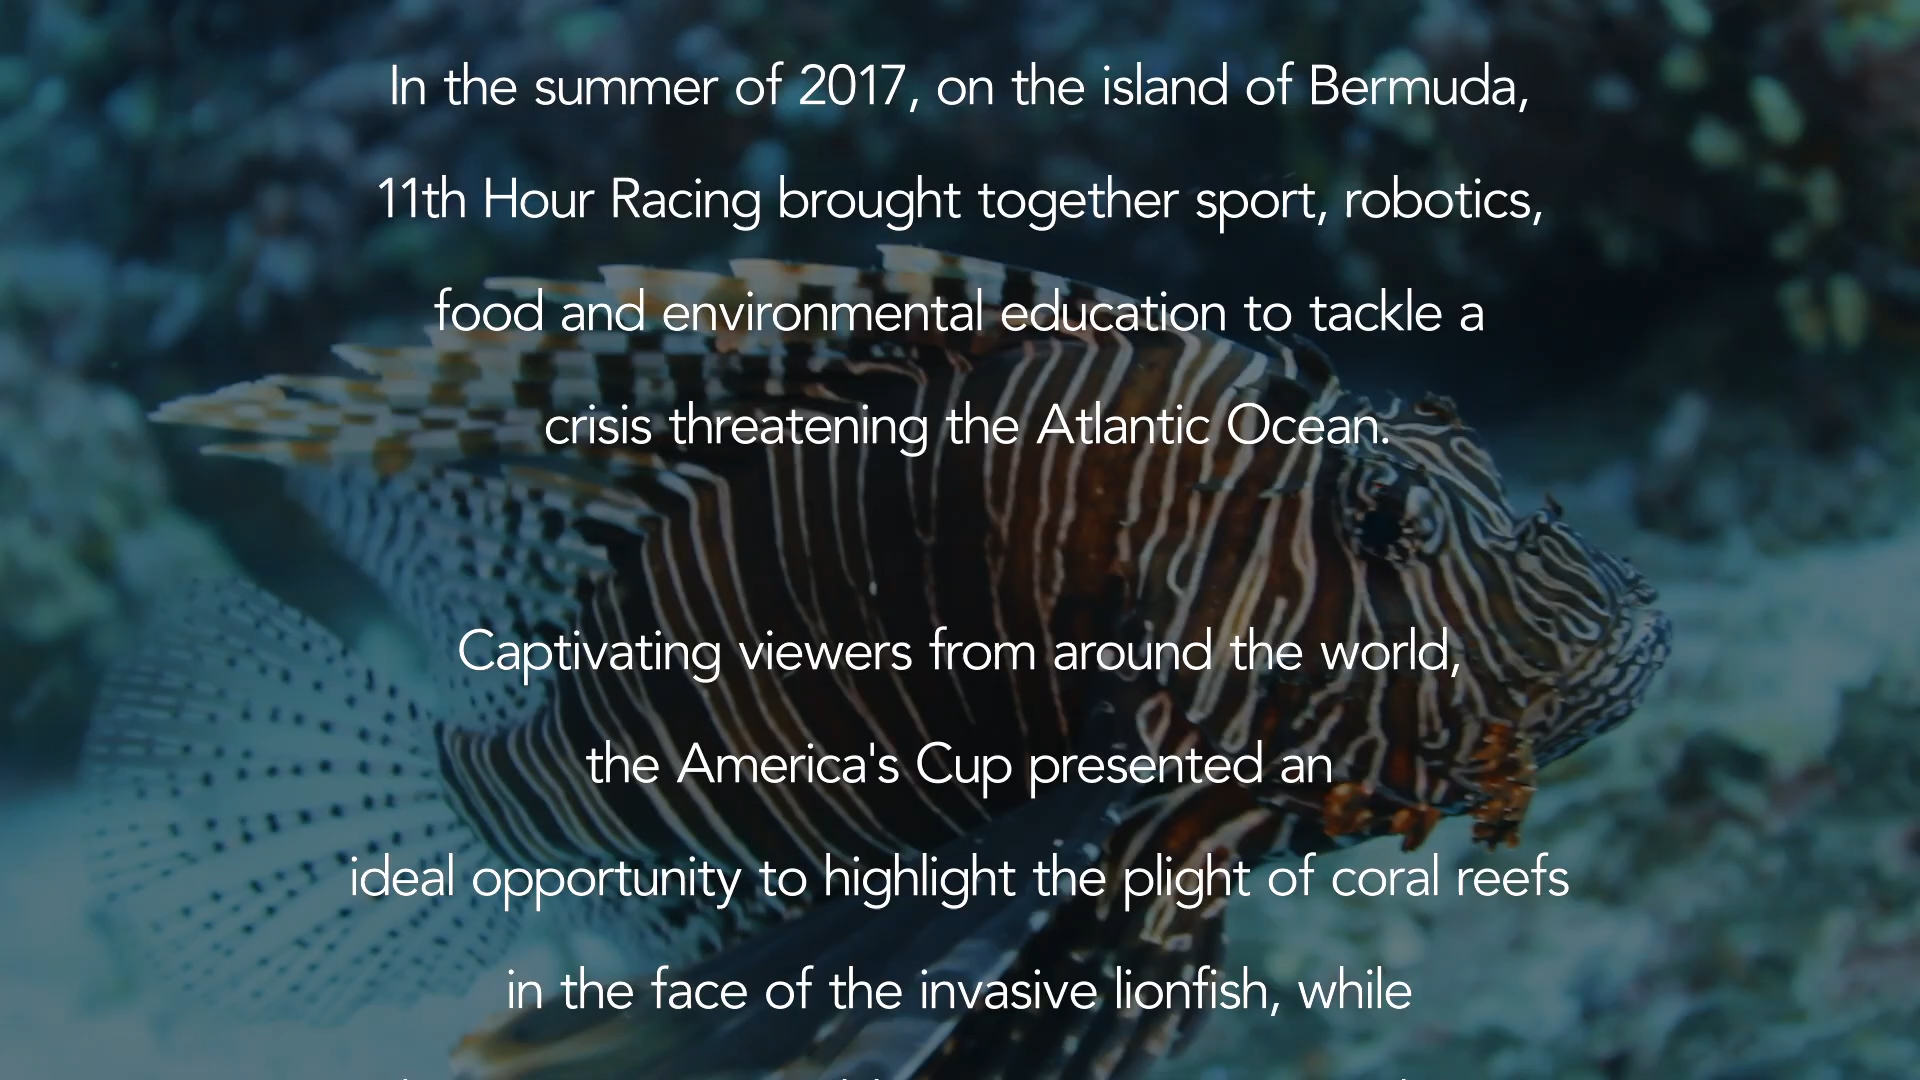 In the summer of 2017, on the island of Bermuda,
11th Hour Racing brought together sport, robotics,
food and environmental education to tackle a
crisis threatening the Atlantic Ocean.
Captivating viewers from around the world,
the America's Cup presented an
ideal opportunity to highlight the plight of coral reefs
in the face of the invasive lionfish, while